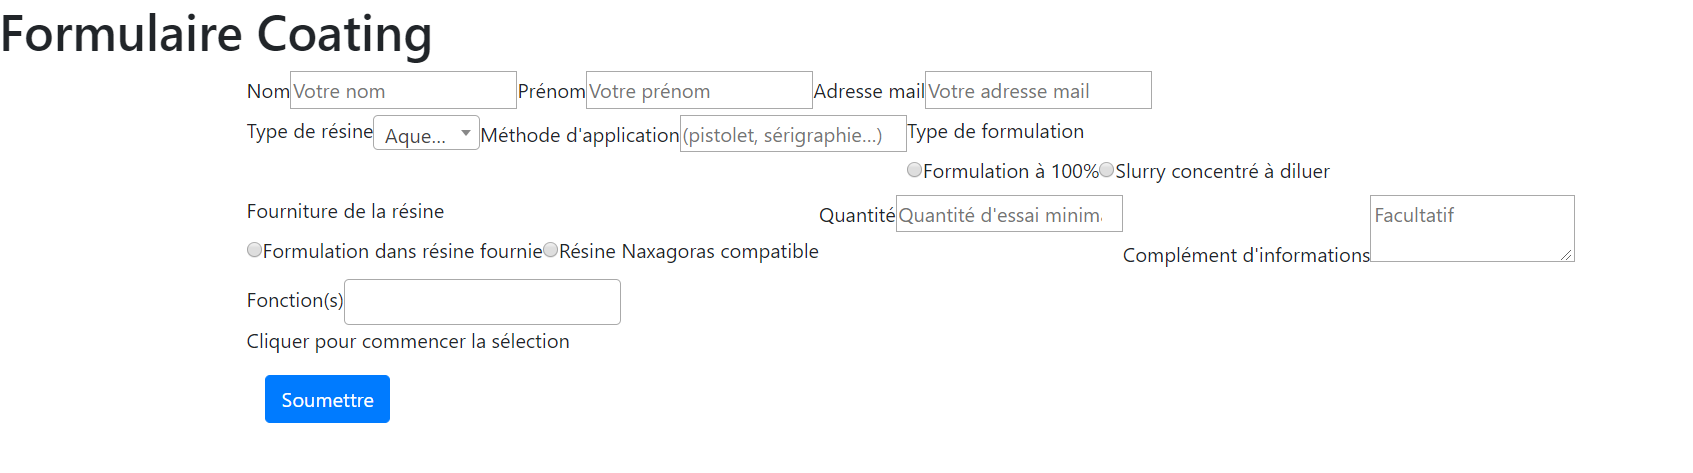 Formulaire Coating
Nom Votre nom Prénom Votre prénom Adresse mail Votre adresse mail
Type de résine Aque... Méthode d'application (pistolet, sérigraphie...) Type de formulation
Formulation à 100% Slurry concentré à diluer
Fourniture de la résine Quantité Quantité d'essai minim Facultatif
Formulation dans résine fournie Résine Naxagoras compatible Complément d'informations
Fonction(s)
Cliquer pour commencer la sélection
Soumettre